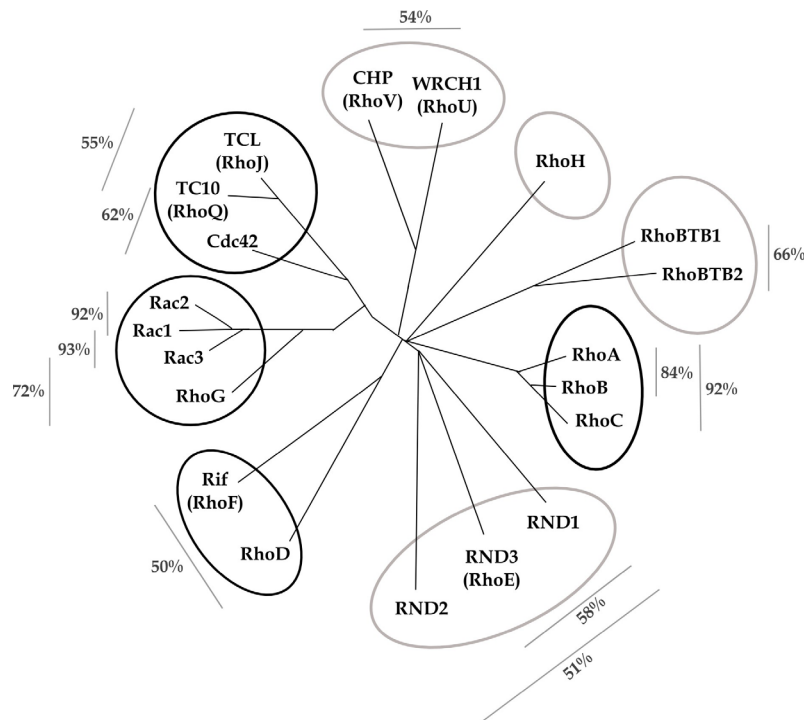 54%
CHP
(RhoV)
WRCH1
(RhoU)
55%
TCL
(RhoJ)
TC10
(RhoQ)
62%
Cdc42
RhoH
RhoBTB1
RhoBTB2
66%
92%
Rac2
Rac1
Rac3
93%
RhoG
72%
RhoA
RhoB
RhoC
84%
92%
Rif
(RhoF)
RhoD
50%
RND1
RND3
(RhoE)
RND2
58%
51%